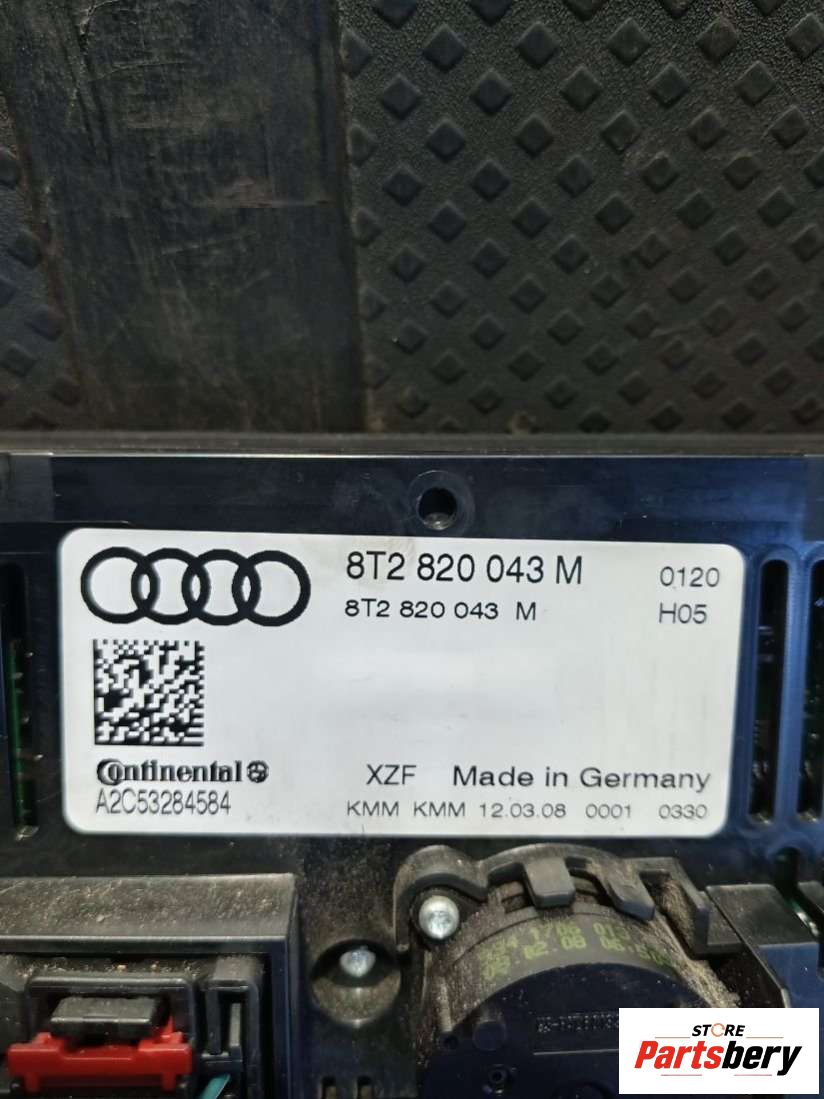 8T2 820 043 M 0120
8T2 820 043 M H05
Continental
A2C53284584
XZF Made in Germany
KMM KMM 12.03.08 0001 0330
STORE
Partsbery